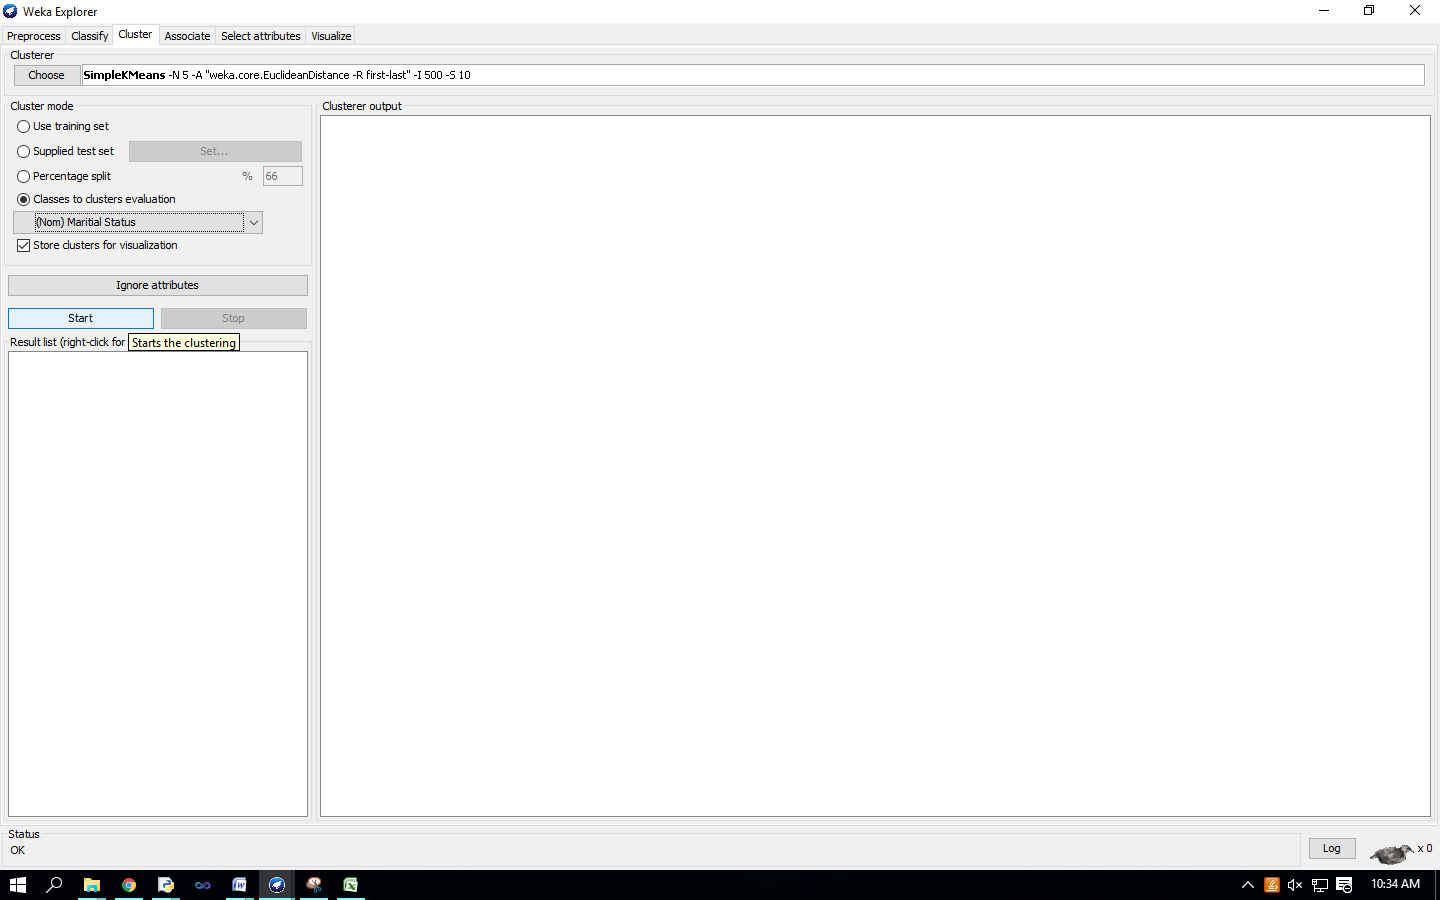 Weka Explorer
Preprocess Classify Cluster Associate Select attributes Visualize
Clusterer
Choose SimpleKMeans -N 5 -A "weka.core.EuclideanDistance -R first-last" -I 500 -S 10
Cluster mode
Use training set
Supplied test set Set...
Percentage split % 66
Classes to clusters evaluation
(Nom) Maritial Status
Store clusters for visualization
Ignore attributes
Start Stop
Result list (right-click for
Starts the clustering
Clusterer output
Status
OK
Log x 0
10:34 AM